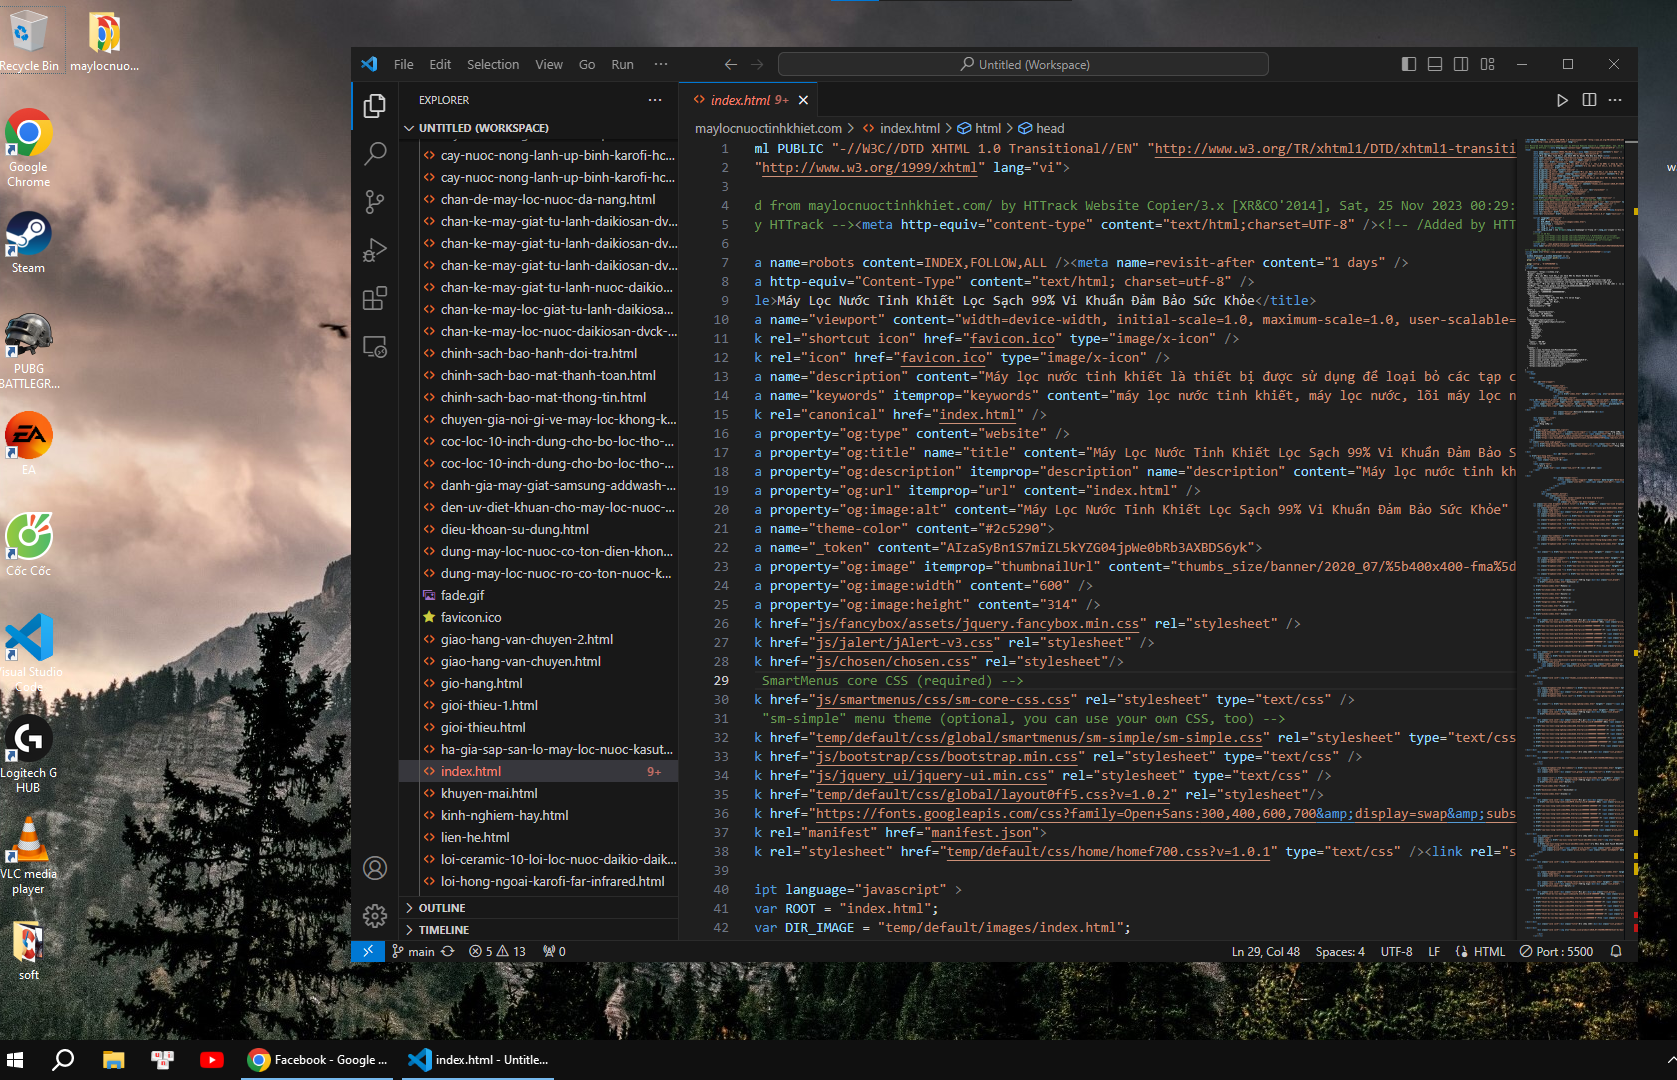 Recycle Bin
maylocnuo...
Google
Chrome
Steam
PUBG
BATTLEGR...
EA
Cốc Cốc
Visual Studio
Code
Logitech G
HUB
VLC media
player
soft
File Edit Selection View Go Run ···
Untitled (Workspace)
EXPLORER
UNTITLED (WORKSPACE)
cay-nuoc-nong-lanh-up-binh-karofi-hc...
cay-nuoc-nong-lanh-up-binh-karofi-hc...
chan-de-may-loc-nuoc-da-nang.html
chan-ke-may-giat-tu-lanh-daikiosan-dv...
chan-ke-may-giat-tu-lanh-daikiosan-dv...
chan-ke-may-giat-tu-lanh-daikiosan-dv...
chan-ke-may-giat-tu-lanh-nuoc-daikio...
chan-ke-may-loc-giat-tu-lanh-daikiosa...
chan-ke-may-loc-nuoc-daikiosan-dvck-...
chinh-sach-bao-hanh-doi-tra.html
chinh-sach-bao-mat-thanh-toan.html
chinh-sach-bao-mat-thong-tin.html
chuyen-gia-noi-gi-ve-may-loc-khong-k...
coc-loc-10-inch-dung-cho-bo-loc-tho-...
coc-loc-10-inch-dung-cho-bo-loc-tho-...
danh-gia-may-giat-samsung-addwash-...
den-uv-diet-khuan-cho-may-loc-nuoc-...
dieu-khoan-su-dung.html
dung-may-loc-nuoc-co-ton-dien-khon...
dung-may-loc-nuoc-ro-co-ton-nuoc-k...
fade.gif
favicon.ico
giao-hang-van-chuyen-2.html
giao-hang-van-chuyen.html
gio-hang.html
gioi-thieu-1.html
gioi-thieu.html
ha-gia-sap-san-lo-may-loc-nuoc-kasut...
index.html 9+
khuyen-mai.html
kinh-nghiem-hay.html
lien-he.html
loi-ceramic-10-loi-loc-nuoc-daikio-daik...
loi-hong-ngoai-karofi-far-infrared.html
OUTLINE
TIMELINE
index.html 9+
maylocnuoctinhkhiet.com > index.html > html > head
1 ml PUBLIC "-//W3C//DTD XHTML 1.0 Transitional//EN" "http://www.w3.org/TR/xhtml1/DTD/xhtml1-transiti
2 "http://www.w3.org/1999/xhtml" lang="vi">
3
4 d from maylocnuoctinhkhiet.com/ by HTTrack Website Copier/3.x [XR&CO'2014], Sat, 25 Nov 2023 00:29:
5 y HTTrack --><meta http-equiv="content-type" content="text/html;charset=UTF-8" /><!-- /Added by HTT
6
7 a name=robots content=INDEX,FOLLOW,ALL /><meta name=revisit-after content="1 days" />
8 a http-equiv="Content-Type" content="text/html; charset=utf-8" />
9 le>Máy Lọc Nước Tinh Khiết Lọc Sạch 99% Vi Khuẩn Đảm Bảo Sức Khỏe</title>
10 a name="viewport" content="width=device-width, initial-scale=1.0, maximum-scale=1.0, user-scalable=
11 k rel="shortcut icon" href="favicon.ico" type="image/x-icon" />
12 k rel="icon" href="favicon.ico" type="image/x-icon" />
13 a name="description" content="Máy lọc nước tinh khiết là thiết bị được sử dụng để loại bỏ các tạp c
14 a name="keywords" itemprop="keywords" content="máy lọc nước tinh khiết, máy lọc nước, lõi máy lọc n
15 k rel="canonical" href="index.html" />
16 a property="og:type" content="website" />
17 a property="og:title" name="title" content="Máy Lọc Nước Tinh Khiết Lọc Sạch 99% Vi Khuẩn Đảm Bảo S
18 a property="og:description" itemprop="description" name="description" content="Máy lọc nước tinh kh
19 a property="og:url" itemprop="url" content="index.html" />
20 a property="og:image:alt" content="Máy Lọc Nước Tinh Khiết Lọc Sạch 99% Vi Khuẩn Đảm Bảo Sức Khỏe"
21 a name="theme-color" content="#2c5290">
22 a name="_token" content="AIzaSyBn1S7miZL5kYZG04jpWe0bRb3AXBDS6yk">
23 a property="og:image" itemprop="thumbnailUrl" content="thumbs_size/banner/2020_07/%5b400x400-fma%5d
24 a property="og:image:width" content="600" />
25 a property="og:image:height" content="314" />
26 k href="js/fancybox/assets/jquery.fancybox.min.css" rel="stylesheet" />
27 k href="js/jalert/jAlert-v3.css" rel="stylesheet" />
28 k href="js/chosen/chosen.css" rel="stylesheet"/>
29 SmartMenus core CSS (required) -->
30 k href="js/smartmenus/css/sm-core-css.css" rel="stylesheet" type="text/css" />
31 "sm-simple" menu theme (optional, you can use your own CSS, too) -->
32 k href="temp/default/css/global/smartmenus/sm-simple/sm-simple.css" rel="stylesheet" type="text/css
33 k href="js/bootstrap/css/bootstrap.min.css" rel="stylesheet" type="text/css" />
34 k href="js/jquery_ui/jquery-ui.min.css" rel="stylesheet" type="text/css" />
35 k href="temp/default/css/global/layout0ff5.css?v=1.0.2" rel="stylesheet"/>
36 k href="https://fonts.googleapis.com/css?family=Open+Sans:300,400,600,700&amp;display=swap&amp;subs
37 k rel="manifest" href="manifest.json">
38 k rel="stylesheet" href="temp/default/css/home/homef700.css?v=1.0.1" type="text/css" /><link rel="s
39
40 ipt language="javascript" >
41 var ROOT = "index.html";
42 var DIR_IMAGE = "temp/default/images/index.html";
main 5 13 0
Ln 29, Col 48 Spaces: 4 UTF-8 LF HTML Port : 5500
Facebook - Google ... index.html - Untitle...